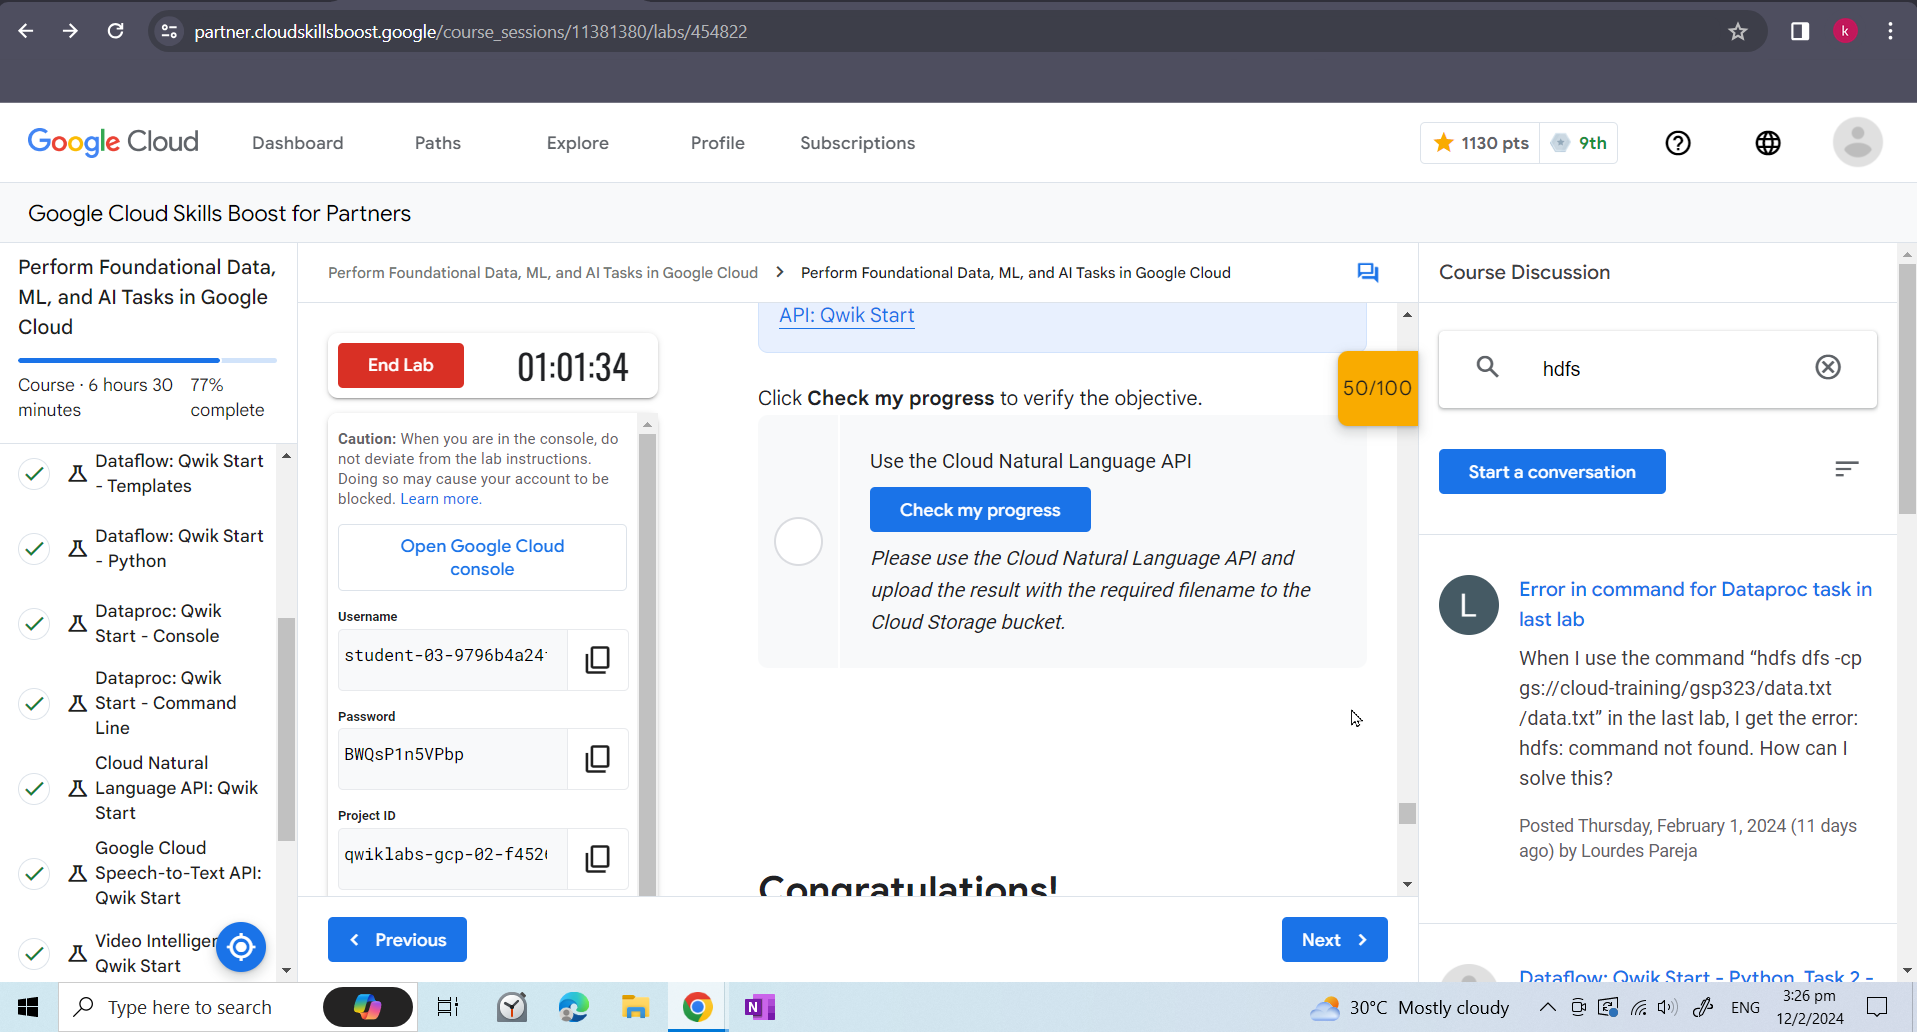 partner.cloudskillsboost.google/course_sessions/11381380/labs/454822
k
Google Cloud
Dashboard
Paths
Explore
Profile
Subscriptions
1130 pts
9th
Google Cloud Skills Boost for Partners
Perform Foundational Data,
ML, and AI Tasks in Google
Cloud
Course · 6 hours 30
minutes
77%
complete
Dataflow: Qwik Start
- Templates
Dataflow: Qwik Start
- Python
Dataproc: Qwik
Start - Console
Dataproc: Qwik
Start - Command
Line
Cloud Natural
Language API: Qwik
Start
Google Cloud
Speech-to-Text API:
Qwik Start
Video Intelliger
Qwik Start
Perform Foundational Data, ML, and AI Tasks in Google Cloud
Perform Foundational Data, ML, and AI Tasks in Google Cloud
End Lab
01:01:34
Caution: When you are in the console, do
not deviate from the lab instructions.
Doing so may cause your account to be
blocked. Learn more.
Open Google Cloud
console
Username
student-03-9796b4a24
Password
BWQsP1n5VPbp
Project ID
qwiklabs-gcp-02-f452
API: Qwik Start
50/100
Click Check my progress to verify the objective.
Use the Cloud Natural Language API
Check my progress
Please use the Cloud Natural Language API and
upload the result with the required filename to the
Cloud Storage bucket.
Congratulations!
Previous
Next
Course Discussion
hdfs
Start a conversation
L
Error in command for Dataproc task in
last lab
When I use the command “hdfs dfs -cp
gs://cloud-training/gsp323/data.txt
/data.txt” in the last lab, I get the error:
hdfs: command not found. How can I
solve this?
Posted Thursday, February 1, 2024 (11 days
ago) by Lourdes Pareja
Dataflow: Qwik Start - Python, Task 2 -
Type here to search
N
30°C Mostly cloudy
ENG
3:26 pm
12/2/2024